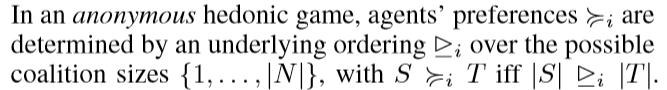 In an anonymous hedonic game, agents’ preferences ≽ᵢ are
determined by an underlying ordering ⊵ᵢ over the possible
coalition sizes {1, . . . , |N|}, with S ≽ᵢ T iff |S| ⊵ᵢ |T|.